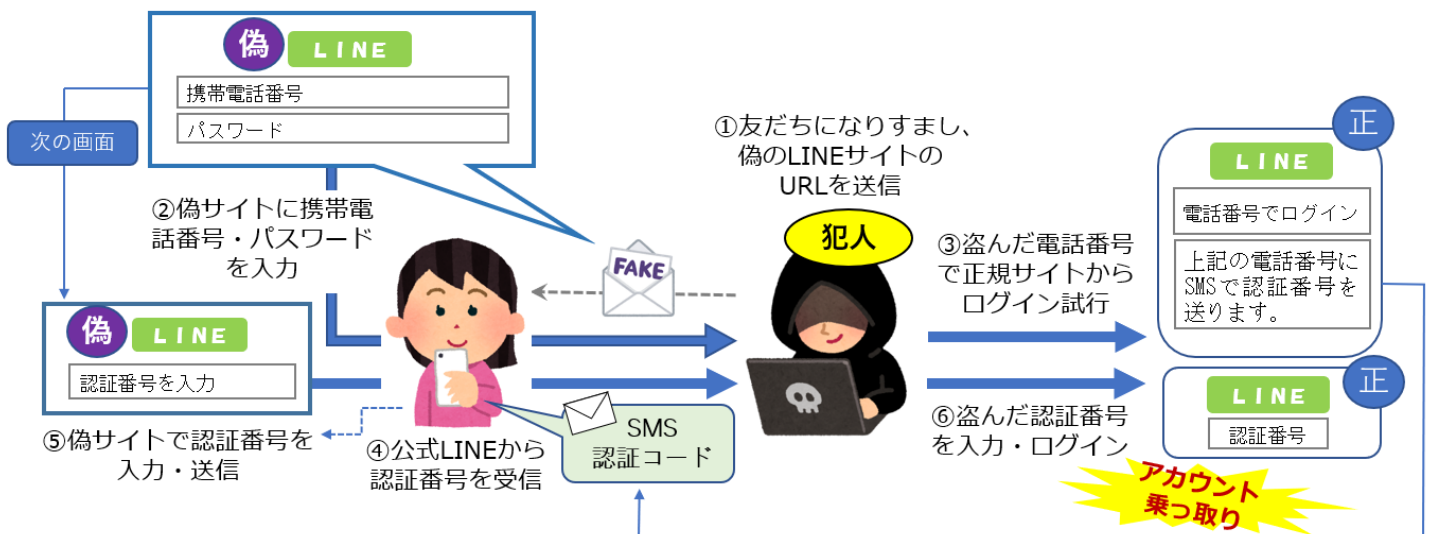 偽 LINE
携帯電話番号
パスワード
次の画面
①友だちになりすまし、
偽のLINEサイトの
URLを送信
②偽サイトに携帯電
話番号・パスワード
を入力
FAKE
犯人
③盗んだ電話番号
で正規サイトから
ログイン試行
正
LINE
電話番号でログイン
上記の電話番号に
SMSで認証番号を
送ります。
偽 LINE
認証番号を入力
⑤偽サイトで認証番号を
入力・送信
④公式LINEから
認証番号を受信
SMS
認証コード
⑥盗んだ認証番号
を入力・ログイン
正
LINE
認証番号
アカウント
乗っ取り